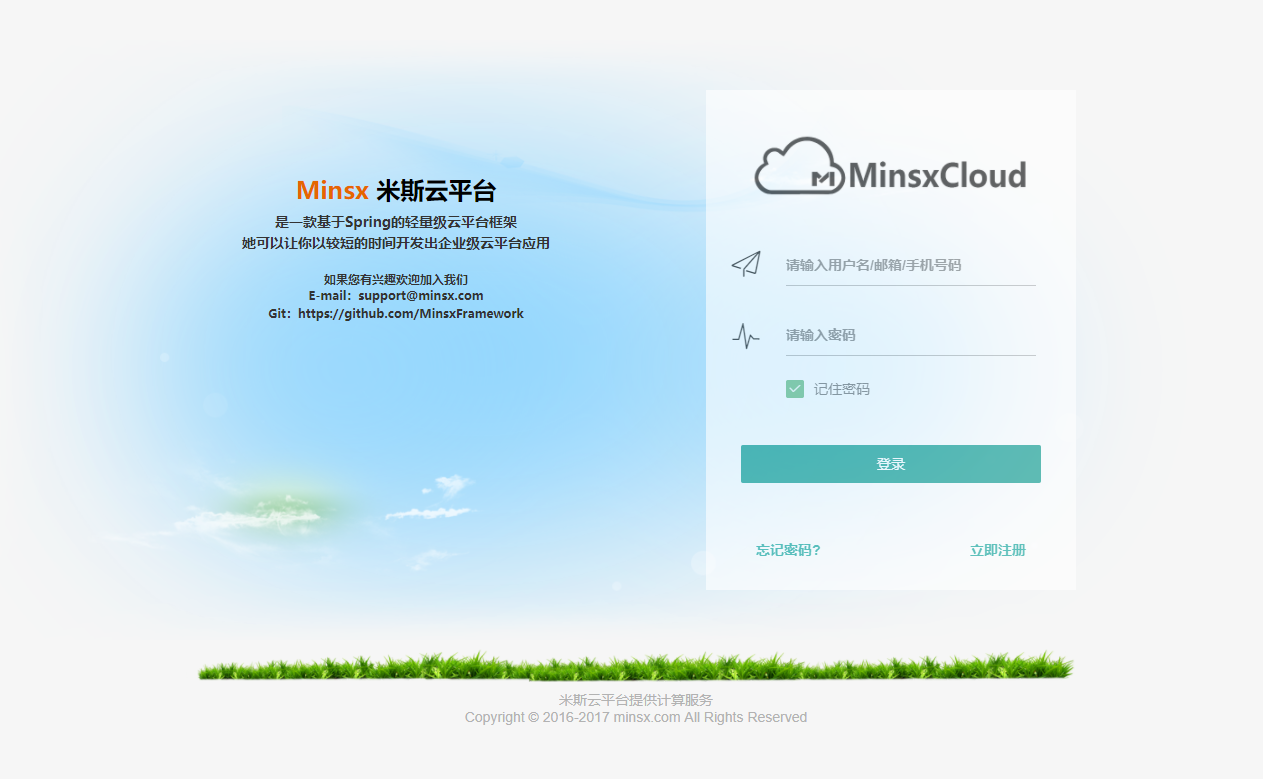 Minsx 米斯云平台
是一款基于Spring的轻量级云平台框架
她可以让你以较短的时间开发出企业级云平台应用
如果您有兴趣欢迎加入我们
E-mail：support@minsx.com
Git：https://github.com/MinsxFramework
MinsxCloud
请输入用户名/邮箱/手机号码
请输入密码
记住密码
登录
忘记密码?
立即注册
米斯云平台提供计算服务
Copyright © 2016-2017 minsx.com All Rights Reserved